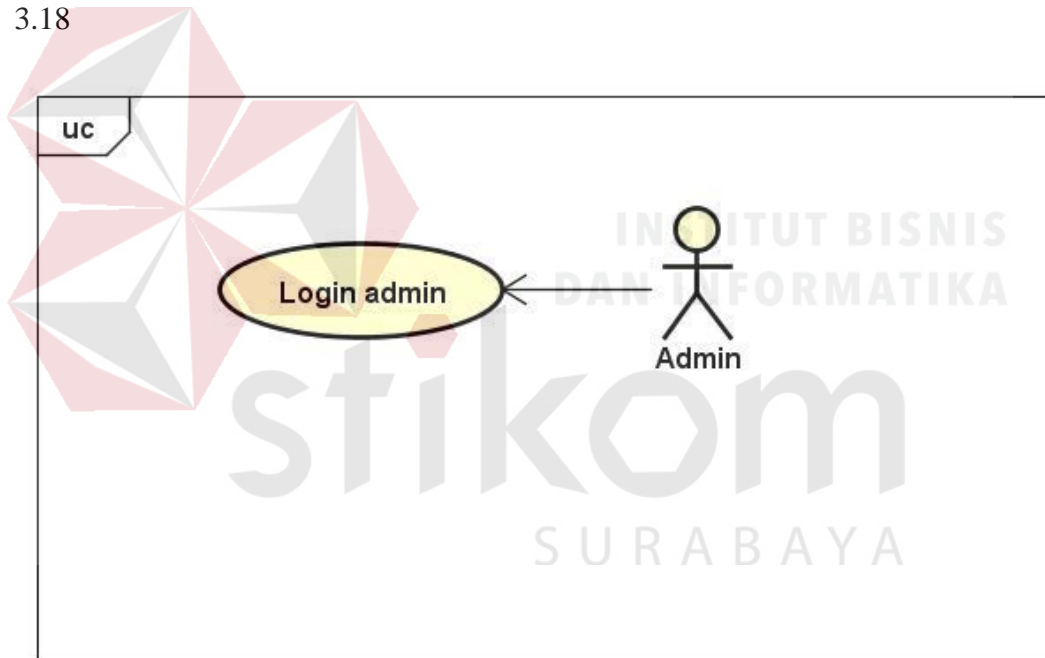 3.18
uc
INSTITUT BISNIS
DAN INFORMATIKA
Login admin
Admin
stikom
SURABAYA